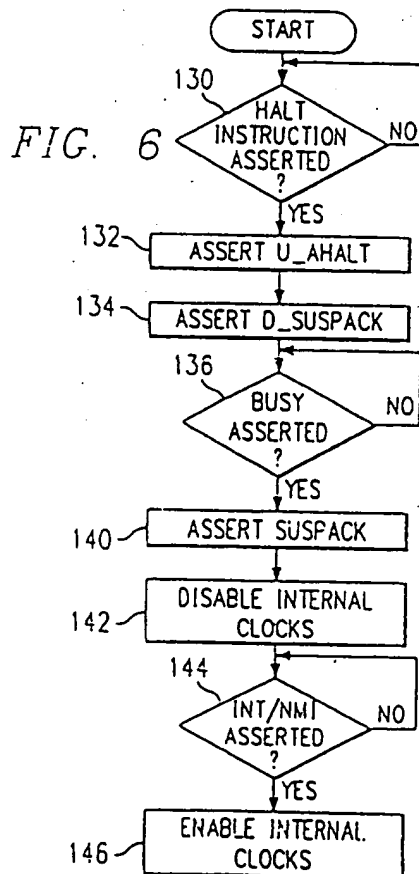 START
130
HALT
INSTRUCTION
ASSERTED
?
NO
FIG. 6
YES
132
ASSERT U_AHALT
134
ASSERT D_SUSPACK
136
BUSY
ASSERTED
?
NO
YES
140
ASSERT SUSPACK
142
DISABLE INTERNAL
CLOCKS
144
INT/NMI
ASSERTED
?
NO
YES
146
ENABLE INTERNAL
CLOCKS